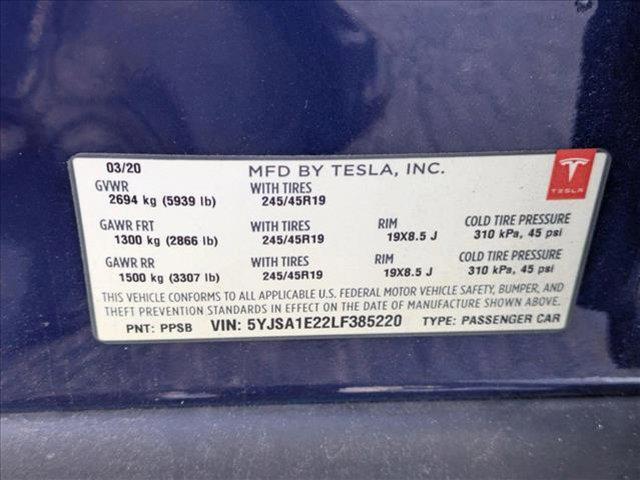 03/20 MFD BY TESLA, INC.
TESLA
GVWR WITH TIRES
2694 kg (5939 lb) 245/45R19
GAWR FRT WITH TIRES RIM COLD TIRE PRESSURE
1300 kg (2866 lb) 245/45R19 19X8.5 J 310 kPa, 45 psi
GAWR RR WITH TIRES RIM COLD TIRE PRESSURE
1500 kg (3307 lb) 245/45R19 19X8.5 J 310 kPa, 45 psi
THIS VEHICLE CONFORMS TO ALL APPLICABLE U.S. FEDERAL MOTOR VEHICLE SAFETY, BUMPER, AND
THEFT PREVENTION STANDARDS IN EFFECT ON THE DATE OF MANUFACTURE SHOWN ABOVE.
PNT: PPSB VIN: 5YJSA1E22LF385220 TYPE: PASSENGER CAR